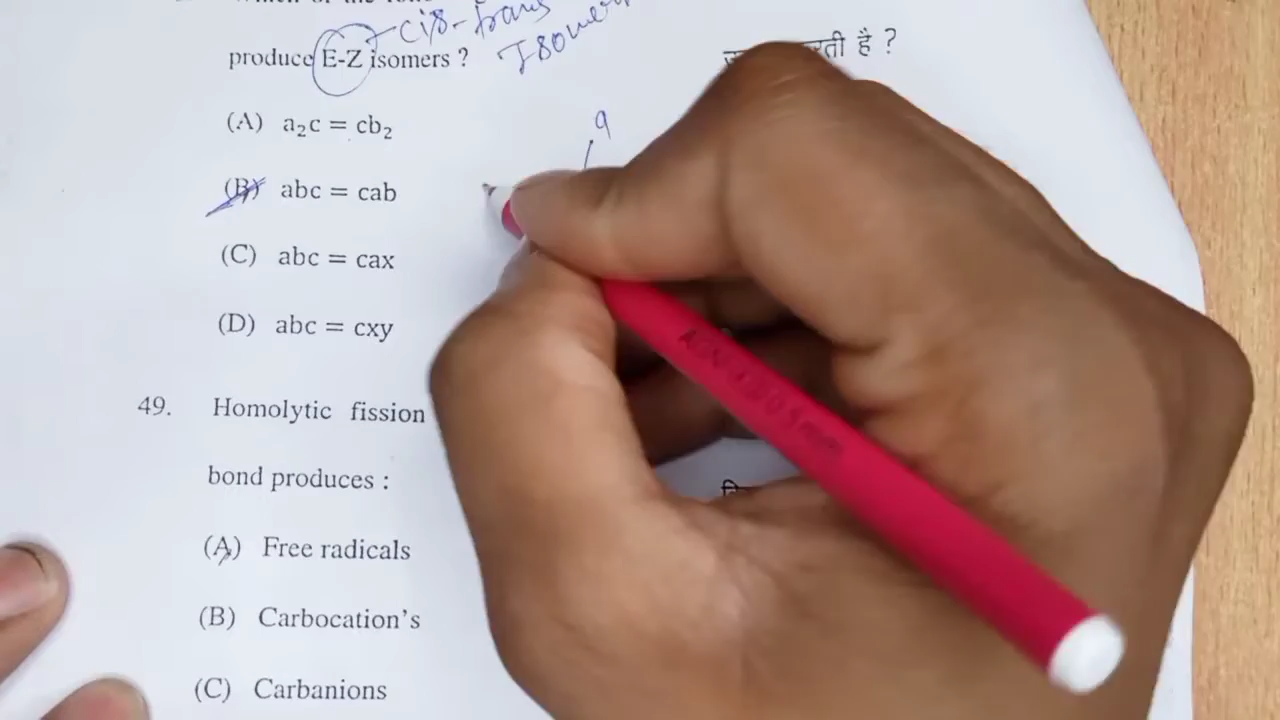 cis-trans
Isomer
produce E-Z isomers ?
रती है ?
(A) a₂c = cb₂
a
(B) abc = cab
(C) abc = cax
(D) abc = cxy
49. Homolytic fission
bond produces :
(A) Free radicals
(B) Carbocation's
(C) Carbanions